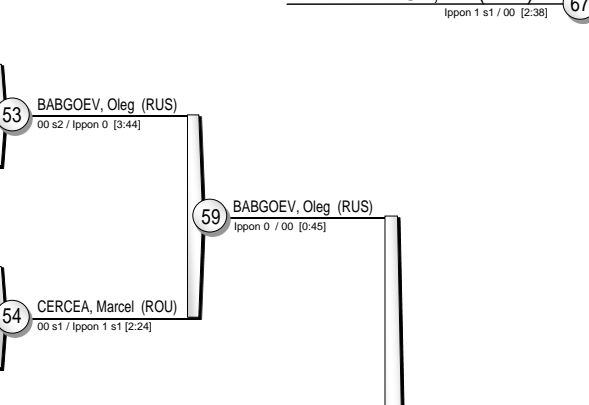 67
Ippon 1 s1 / 00 [2:38]
53
BABGOEV, Oleg (RUS)
00 s2 / Ippon 0 [3:44]
59
BABGOEV, Oleg (RUS)
Ippon 0 / 00 [0:45]
54
CERCEA, Marcel (ROU)
00 s1 / Ippon 1 s1 [2:24]